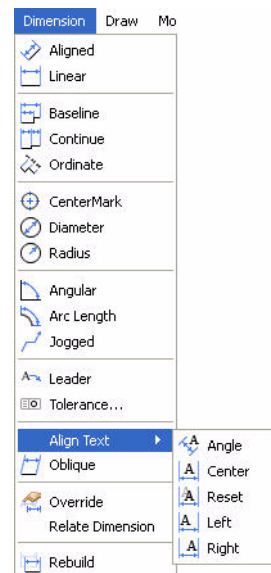 Dimension Draw Mo
Aligned
Linear
Baseline
Continue
Ordinate
CenterMark
Diameter
Radius
Angular
Arc Length
Jogged
Leader
Tolerance...
Align Text
Angle
Oblique
Center
Reset
Override
Left
Relate Dimension
Right
Rebuild